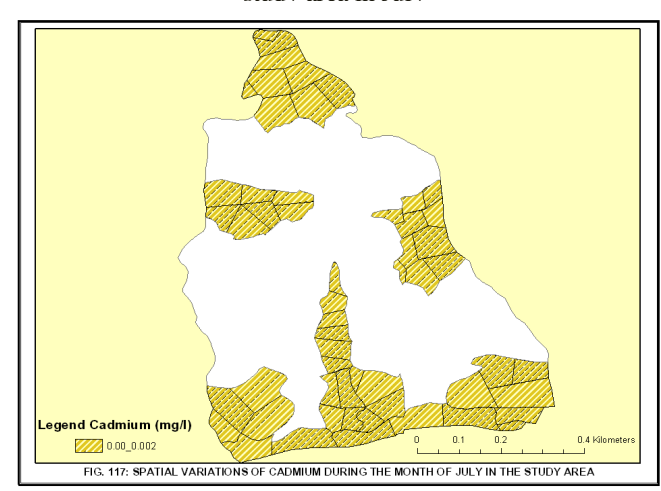 Legend Cadmium (mg/l)
0.00_0.002
0 0.1 0.2 0.4 Kilometers
FIG. 117: SPATIAL VARIATIONS OF CADMIUM DURING THE MONTH OF JULY IN THE STUDY AREA